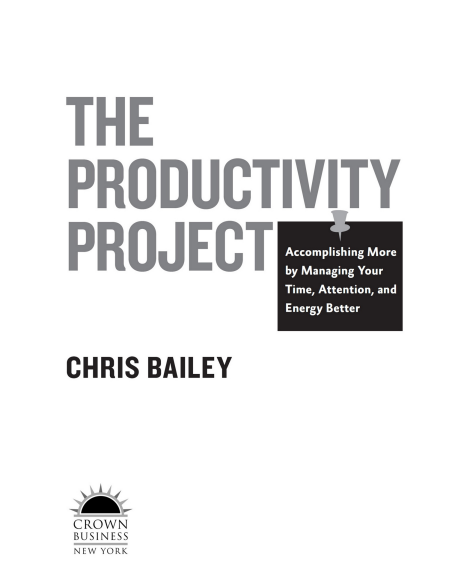 THE
PRODUCTIVITY
PROJECT
Accomplishing More
by Managing Your
Time, Attention, and
Energy Better
CHRIS BAILEY
CROWN
BUSINESS
NEW YORK